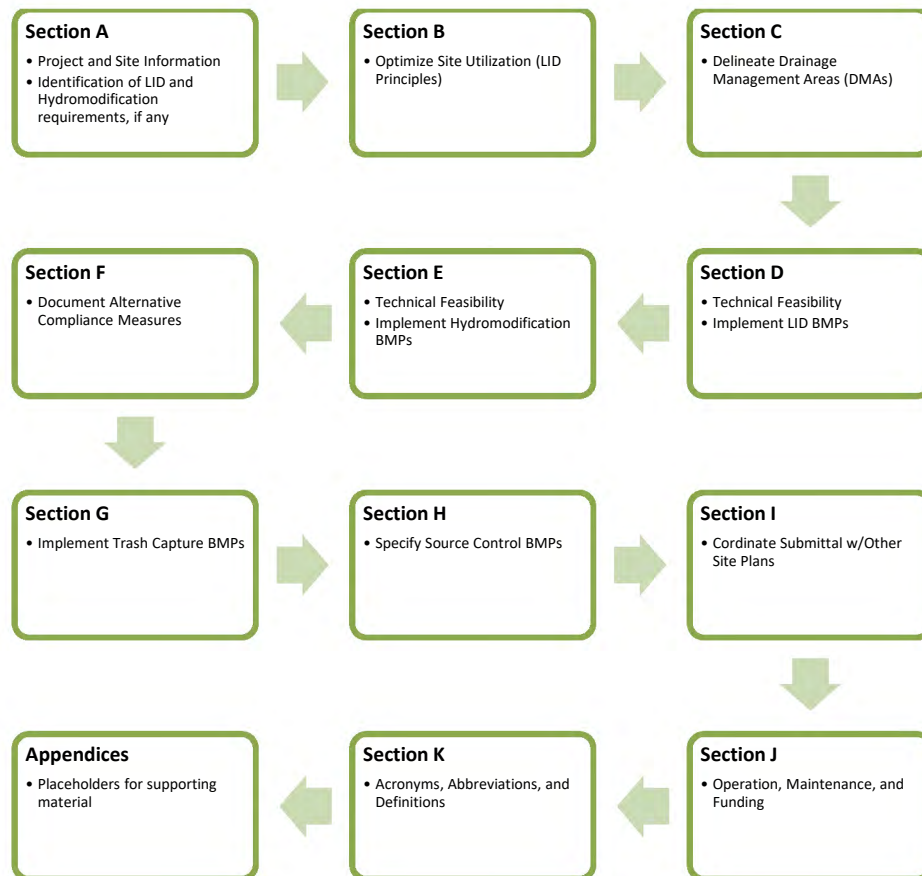 Section A
• Project and Site Information
• Identification of LID and
Hydromodification
requirements, if any
Section B
• Optimize Site Utilization (LID
Principles)
Section C
• Delineate Drainage
Management Areas (DMAs)
Section D
• Technical Feasibility
• Implement LID BMPs
Section E
• Technical Feasibility
• Implement Hydromodification
BMPs
Section F
• Document Alternative
Compliance Measures
Section G
• Implement Trash Capture BMPs
Section H
• Specify Source Control BMPs
Section I
• Cordinate Submittal w/Other
Site Plans
Section J
• Operation, Maintenance, and
Funding
Section K
• Acronyms, Abbreviations, and
Definitions
Appendices
• Placeholders for supporting
material